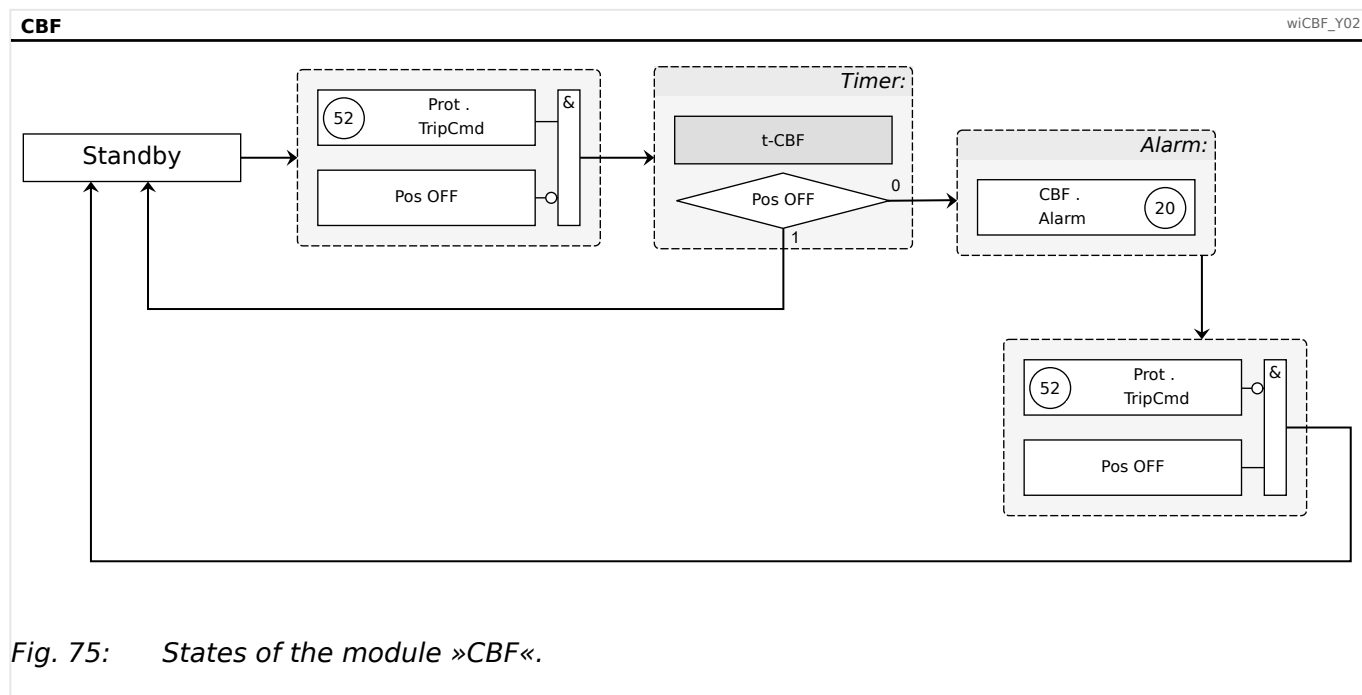 CBF
wiCBF_Y02
Standby
52
Prot .
TripCmd
&
Pos OFF
Timer:
t-CBF
Pos OFF
0
1
Alarm:
CBF .
Alarm
20
52
Prot .
TripCmd
&
Pos OFF
Fig. 75: States of the module »CBF«.